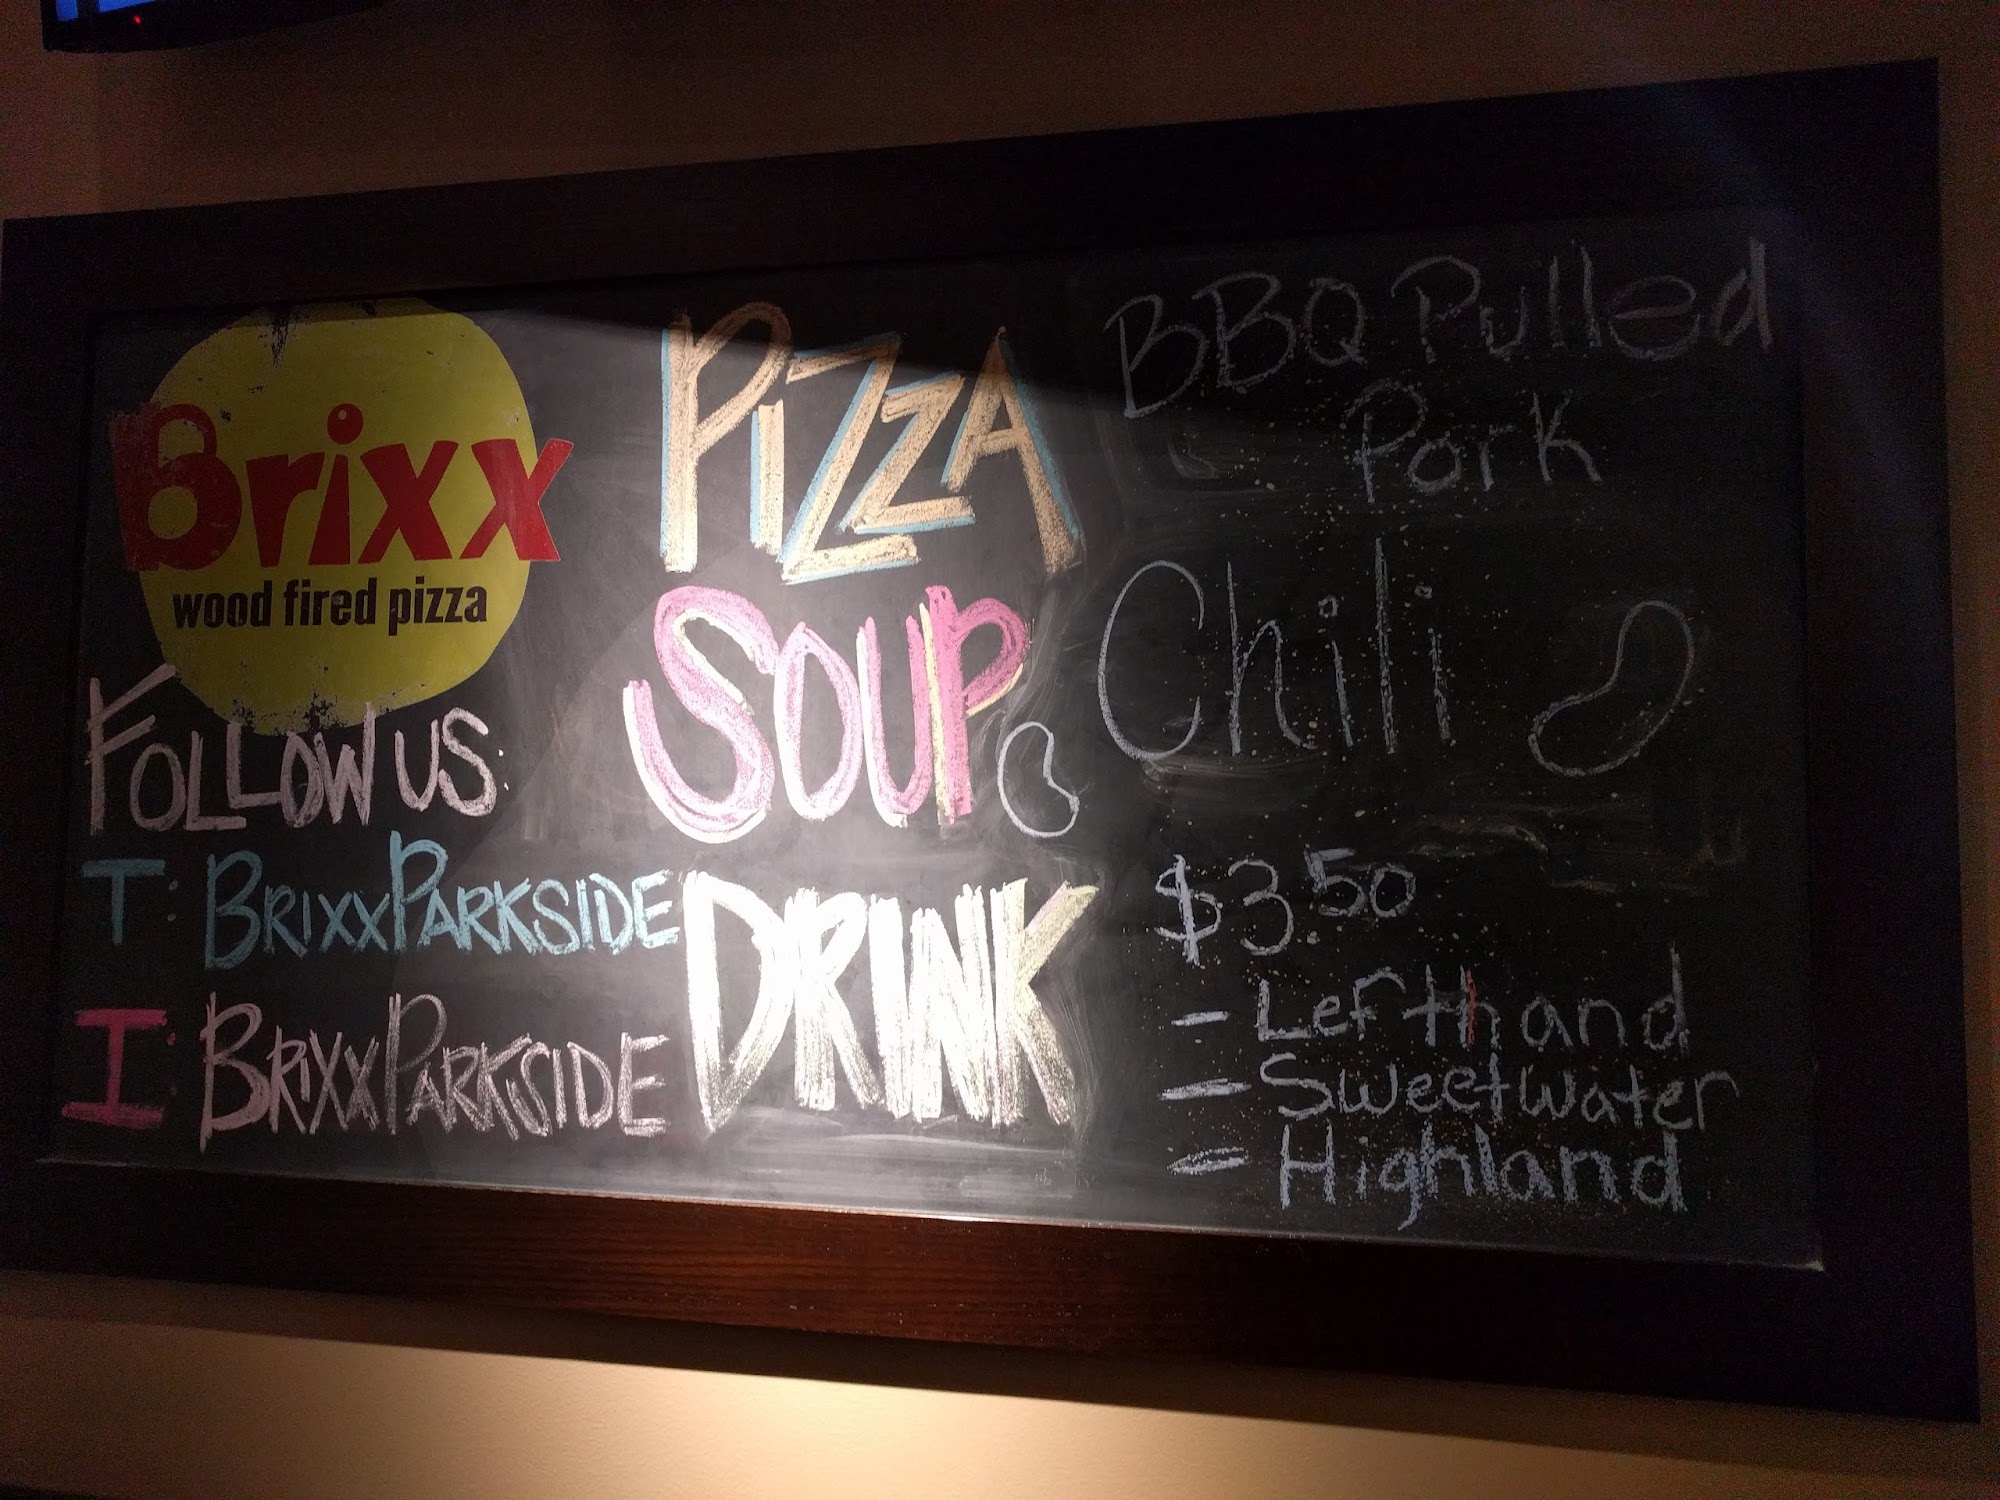 Brixx
wood fired pizza
FOLLOW US:
T: BRIXXPARKSIDE
I: BRIXXPARKSIDE
PiZZA
SOUP
DRINK
BBQ Pulled
Pork
Chili
$3.50
- Lefthand
- Sweetwater
- Highland